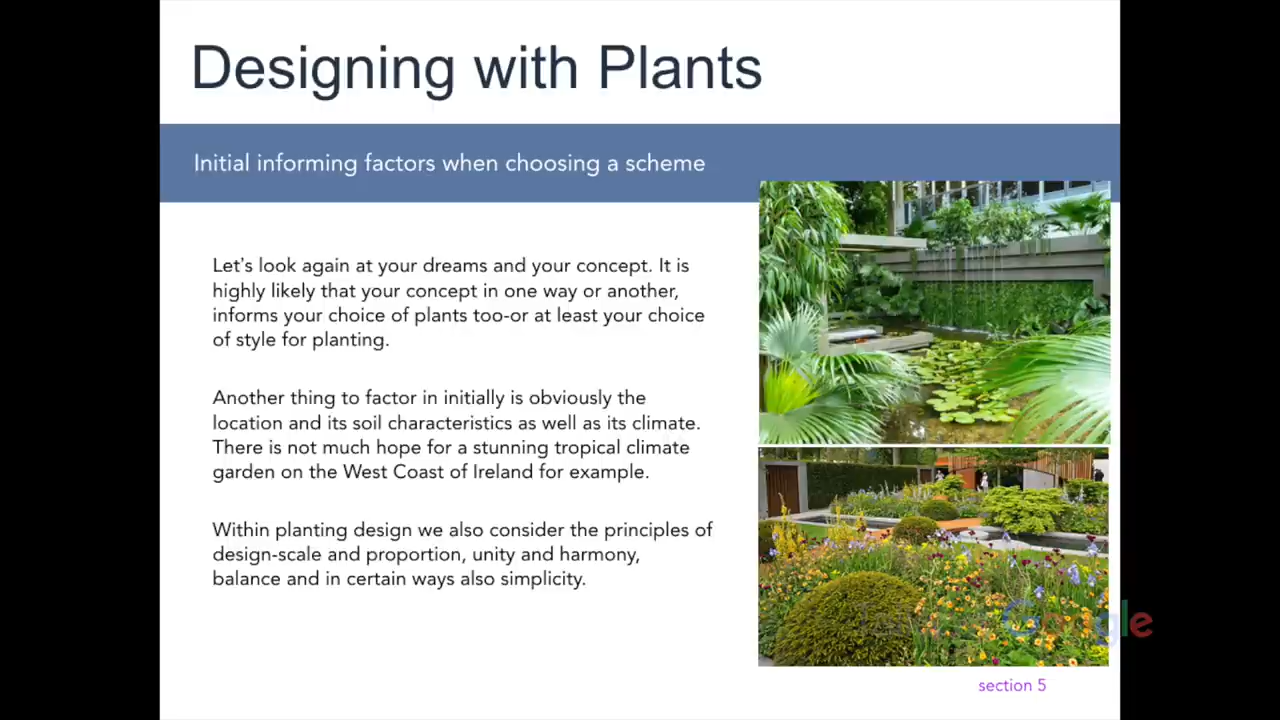 Designing with Plants
Initial informing factors when choosing a scheme
Let's look again at your dreams and your concept. It is
highly likely that your concept in one way or another,
informs your choice of plants too-or at least your choice
of style for planting.
Another thing to factor in initially is obviously the
location and its soil characteristics as well as its climate.
There is not much hope for a stunning tropical climate
garden on the West Coast of Ireland for example.
Within planting design we also consider the principles of
design-scale and proportion, unity and harmony,
balance and in certain ways also simplicity.
Google
section 5